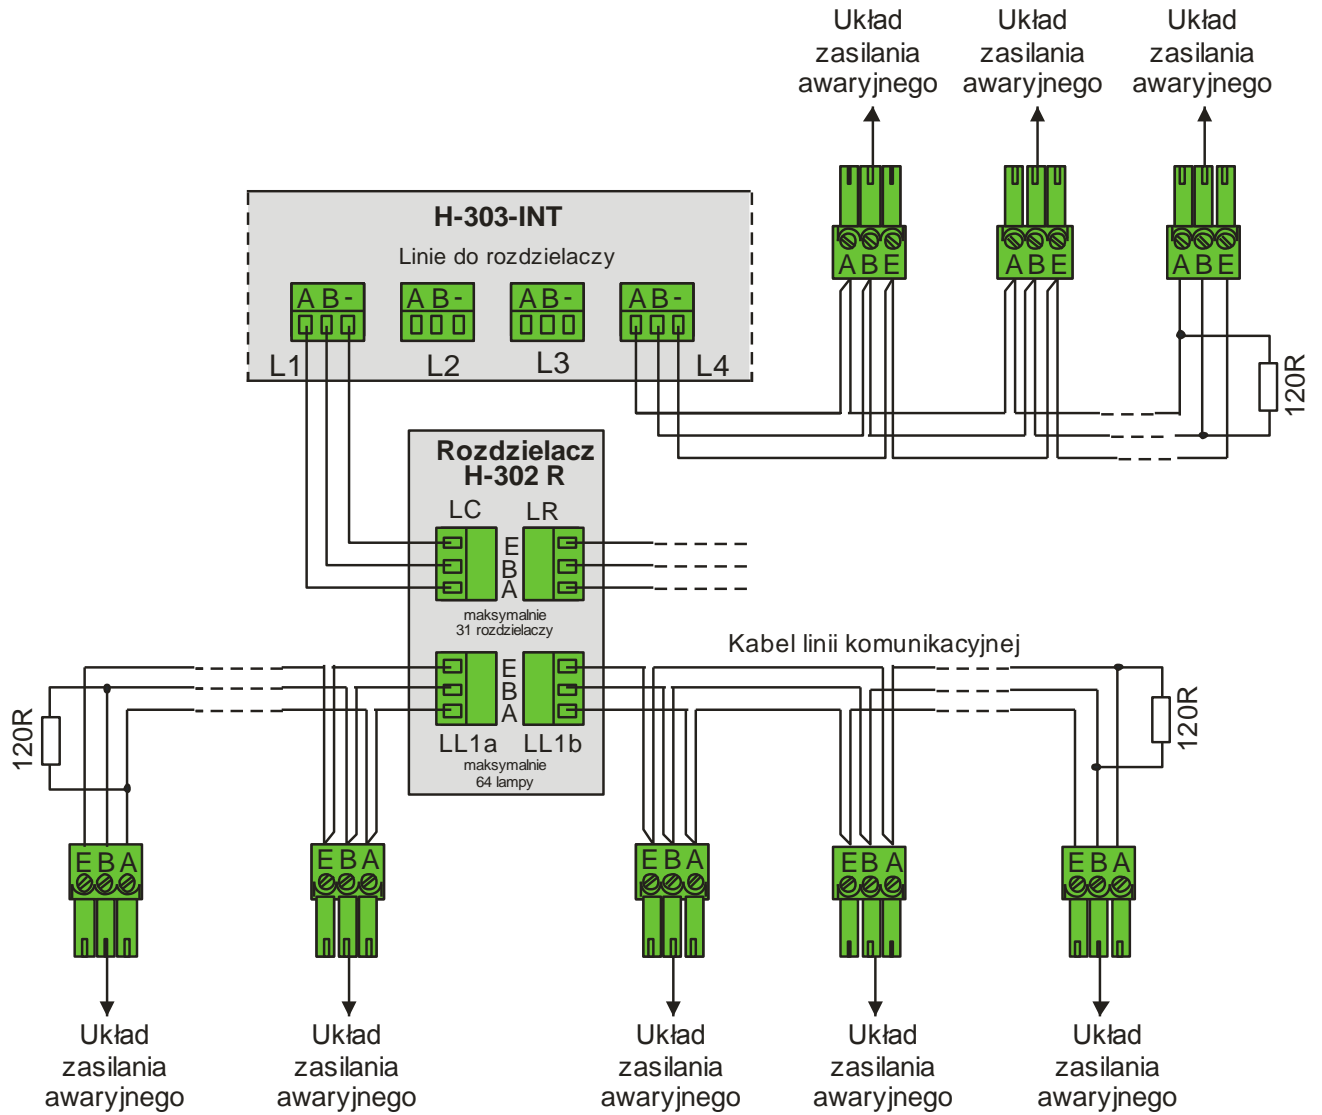 Układ
zasilania
awaryjnego
Układ
zasilania
awaryjnego
Układ
zasilania
awaryjnego
H-303-INT
Linie do rozdzielaczy
A B -
A B -
A B -
A B -
L1
L2
L3
L4
A B E
A B E
A B E
120R
Rozdzielacz
H-302 R
LC
LR
E
B
A
maksymalnie
31 rozdzielaczy
Kabel linii komunikacyjnej
E
B
A
LL1a
LL1b
maksymalnie
64 lampy
120R
120R
E B A
E B A
E B A
E B A
E B A
Układ
zasilania
awaryjnego
Układ
zasilania
awaryjnego
Układ
zasilania
awaryjnego
Układ
zasilania
awaryjnego
Układ
zasilania
awaryjnego